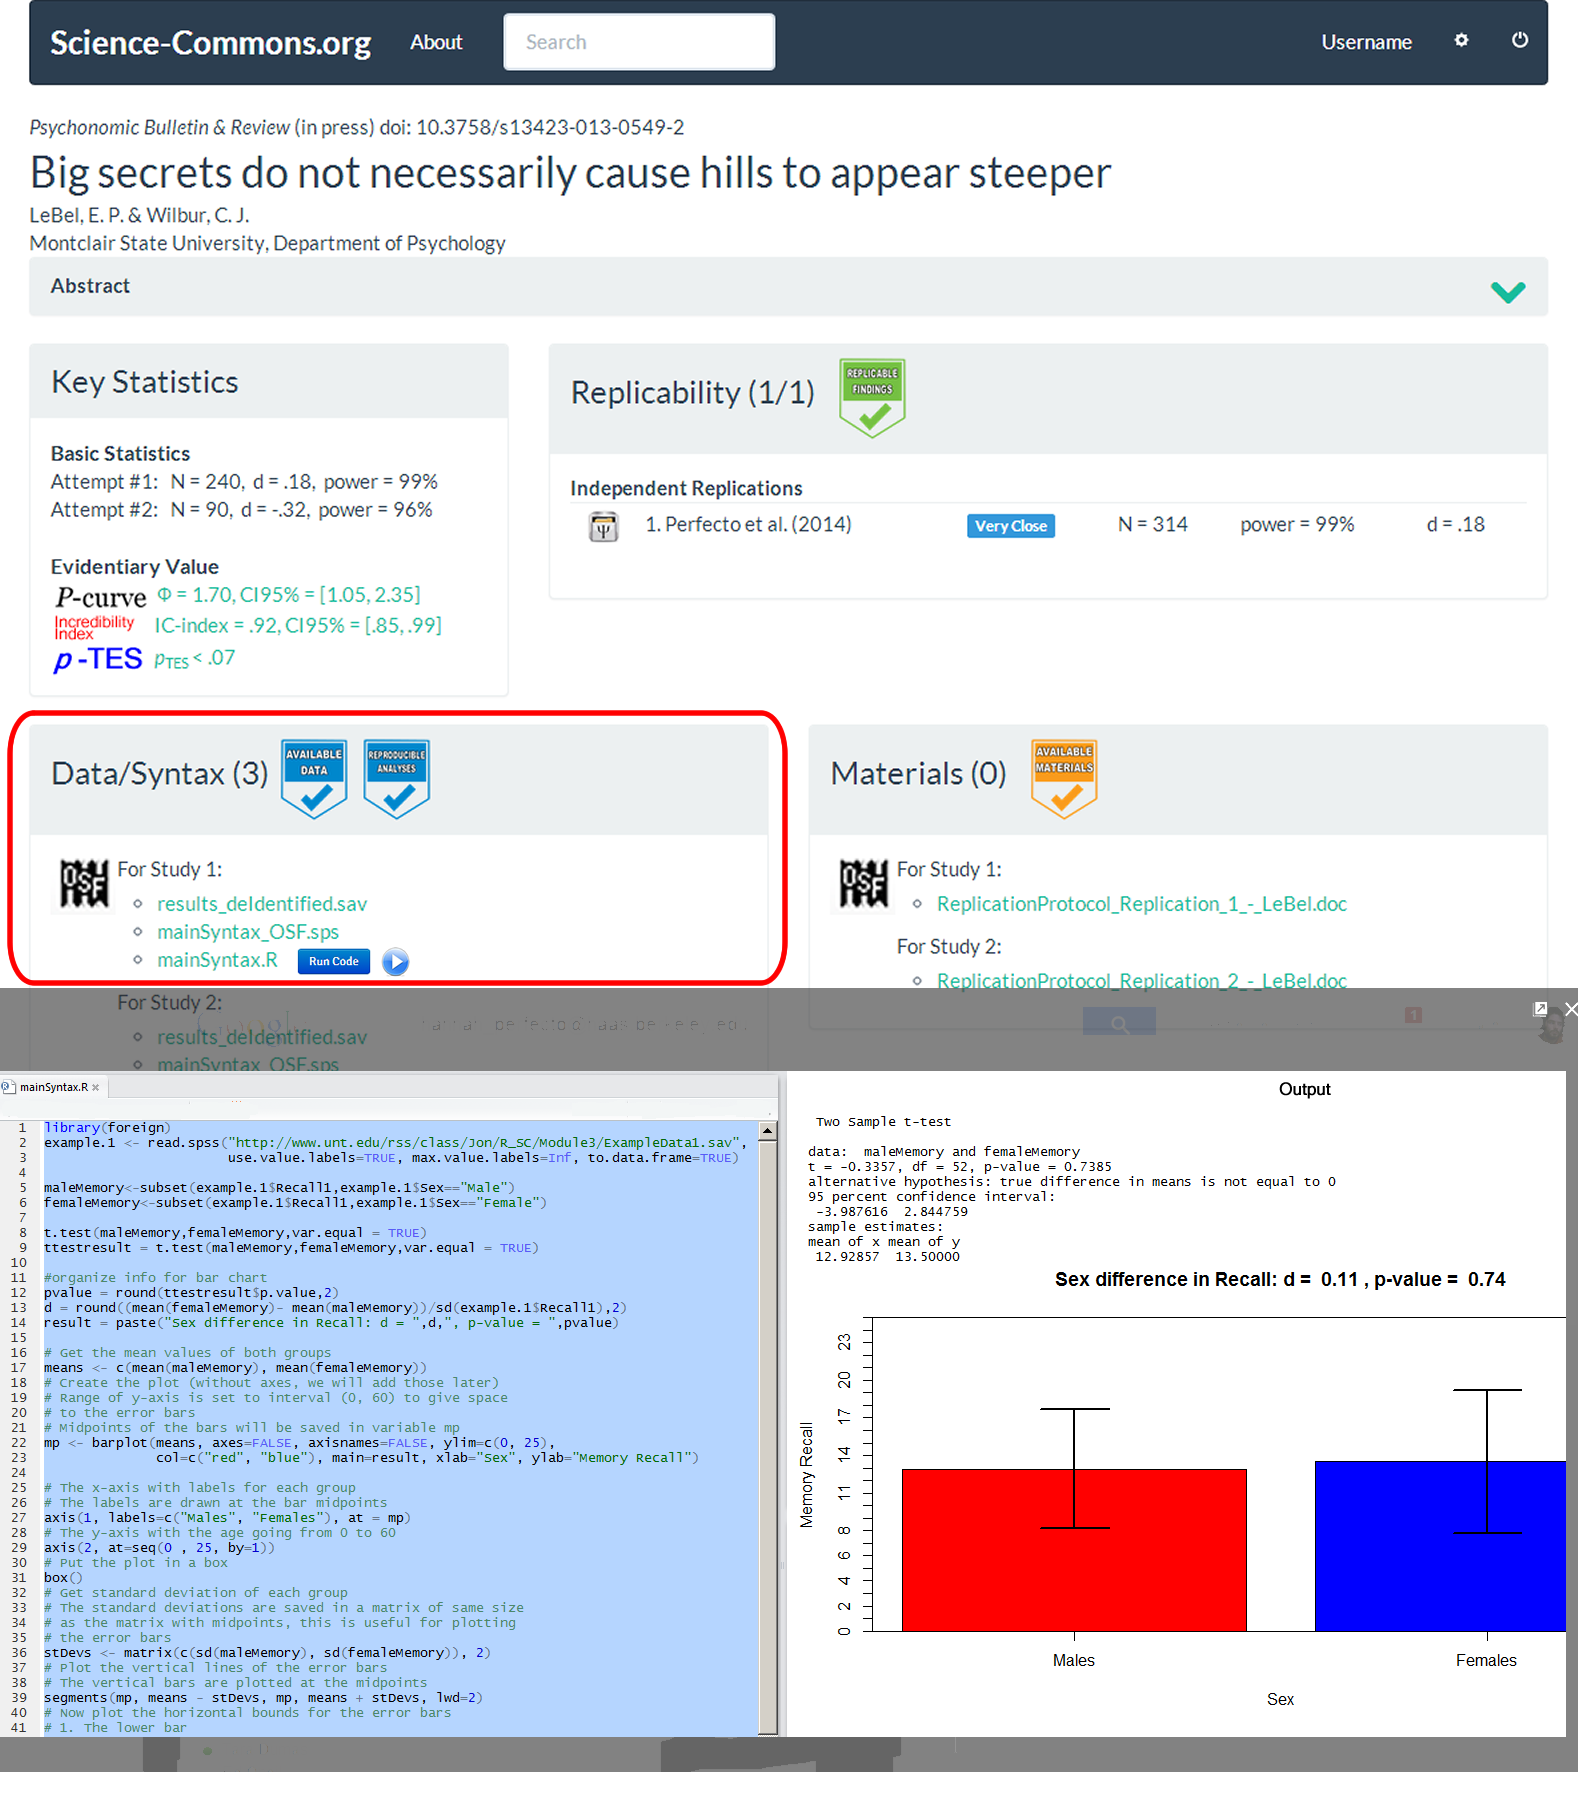 Science-Commons.org About Search Username
Psychonomic Bulletin & Review (in press) doi: 10.3758/s13423-013-0549-2
Big secrets do not necessarily cause hills to appear steeper
LeBel, E. P. & Wilbur, C. J.
Montclair State University, Department of Psychology
Abstract
Key Statistics
Basic Statistics
Attempt #1: N = 240, d = .18, power = 99%
Attempt #2: N = 90, d = -.32, power = 96%
Evidentiary Value
P-curve Φ = 1.70, CI95% = [1.05, 2.35]
Incredibility
Index
IC-index = .92, CI95% = [.85, .99]
p -TES pTES < .07
Replicability (1/1)
REPLICABLE
FINDINGS
Independent Replications
Ψ 1. Perfecto et al. (2014) Very Close N = 314 power = 99% d = .18
Data/Syntax (3)
AVAILABLE
DATA
REPRODUCIBLE
ANALYSES
OSF
For Study 1:
results_deIdentified.sav
mainSyntax_OSF.sps
mainSyntax.R Run Code
For Study 2:
results_deIdentified.sav
mainSyntax_OSF.sps
Materials (0)
AVAILABLE
MATERIALS
OSF
For Study 1:
ReplicationProtocol_Replication_1_-_LeBel.doc
For Study 2:
ReplicationProtocol_Replication_2_-_LeBel.doc
1
mainSyntax.R ×
1 library(foreign)
2 example.1 <- read.spss("http://www.unt.edu/rss/class/Jon/R_SC/Module3/ExampleData1.sav",
3 use.value.labels=TRUE, max.value.labels=Inf, to.data.frame=TRUE)
4
5 maleMemory<-subset(example.1$Recall1,example.1$Sex=="Male")
6 femaleMemory<-subset(example.1$Recall1,example.1$Sex=="Female")
7
8 t.test(maleMemory,femaleMemory,var.equal = TRUE)
9 ttestresult = t.test(maleMemory,femaleMemory,var.equal = TRUE)
10
11 #organize info for bar chart
12 pvalue = round(ttestresult$p.value,2)
13 d = round((mean(femaleMemory)- mean(maleMemory))/sd(example.1$Recall1),2)
14 result = paste("Sex difference in Recall: d = ",d,", p-value = ",pvalue)
15
16 # Get the mean values of both groups
17 means <- c(mean(maleMemory), mean(femaleMemory))
18 # Create the plot (without axes, we will add those later)
19 # Range of y-axis is set to interval (0, 60) to give space
20 # to the error bars
21 # Midpoints of the bars will be saved in variable mp
22 mp <- barplot(means, axes=FALSE, axisnames=FALSE, ylim=c(0, 25),
23 col=c("red", "blue"), main=result, xlab="Sex", ylab="Memory Recall")
24
25 # The x-axis with labels for each group
26 # The labels are drawn at the bar midpoints
27 axis(1, labels=c("Males", "Females"), at = mp)
28 # The y-axis with the age going from 0 to 60
29 axis(2, at=seq(0 , 25, by=1))
30 # Put the plot in a box
31 box()
32 # Get standard deviation of each group
33 # The standard deviations are saved in a matrix of same size
34 # as the matrix with midpoints, this is useful for plotting
35 # the error bars
36 stDevs <- matrix(c(sd(maleMemory), sd(femaleMemory)), 2)
37 # Plot the vertical lines of the error bars
38 # The vertical bars are plotted at the midpoints
39 segments(mp, means - stDevs, mp, means + stDevs, lwd=2)
40 # Now plot the horizontal bounds for the error bars
41 # 1. The lower bar
Output
Two Sample t-test
data: maleMemory and femaleMemory
t = -0.3357, df = 52, p-value = 0.7385
alternative hypothesis: true difference in means is not equal to 0
95 percent confidence interval:
-3.987616 2.844759
sample estimates:
mean of x mean of y
12.92857 13.50000
Sex difference in Recall: d = 0.11 , p-value = 0.74
Memory Recall
23
20
17
14
11
8
6
4
2
0
Males Females
Sex